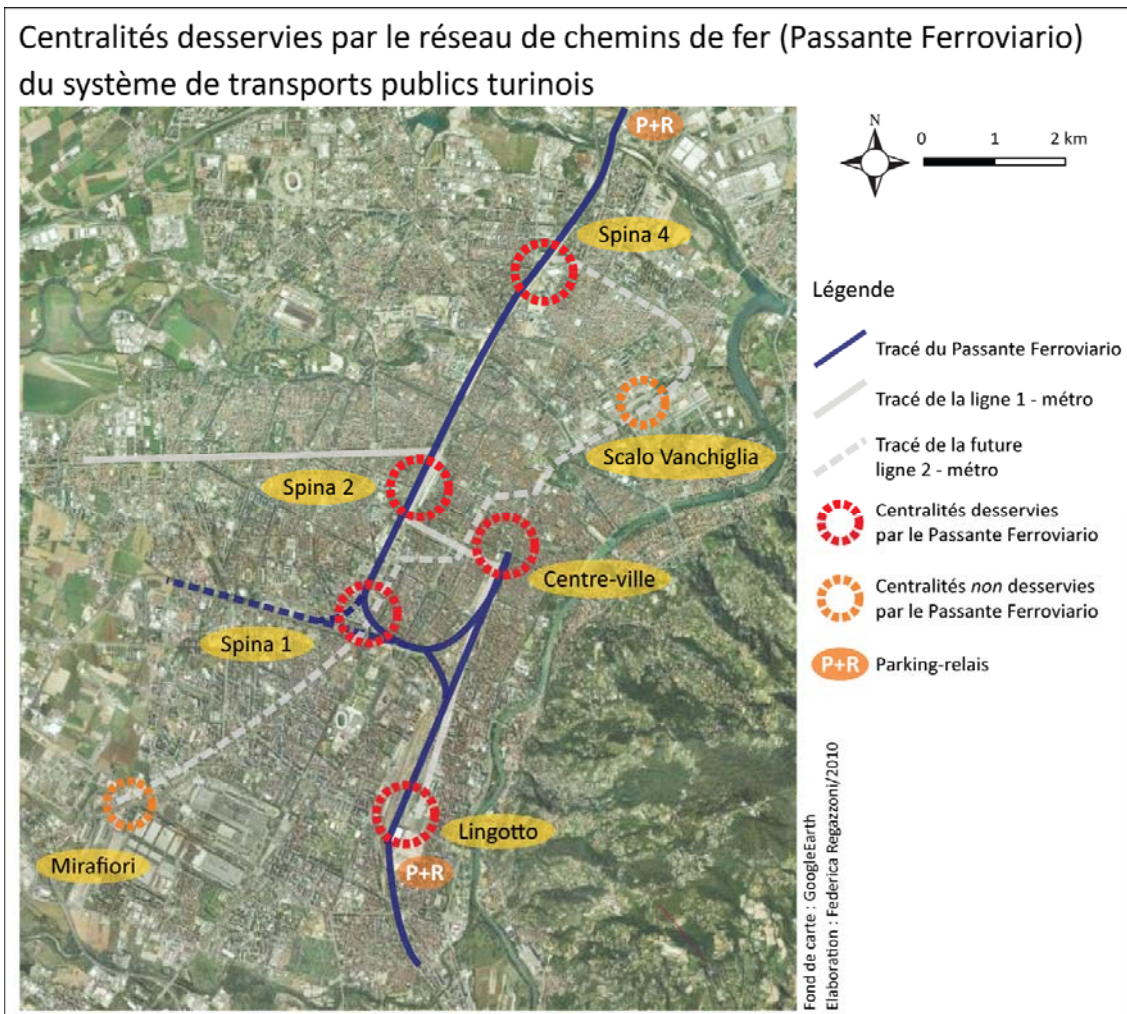 Centralités desservies par le réseau de chemins de fer (Passante Ferroviario)
du système de transports publics turinois
P+R
N
0 1 2 km
Spina 4
Légende
Tracé du Passante Ferroviario
Tracé de la ligne 1 - métro
Tracé de la future
ligne 2 - métro
Scalo Vanchiglia
Spina 2
Centralités desservies
par le Passante Ferroviario
Centre-ville
Centralités non desservies
par le Passante Ferroviario
Spina 1
P+R Parking-relais
Lingotto
Mirafiori
P+R
Fond de carte : GoogleEarth
Elaboration : Federica Regazzoni/2010